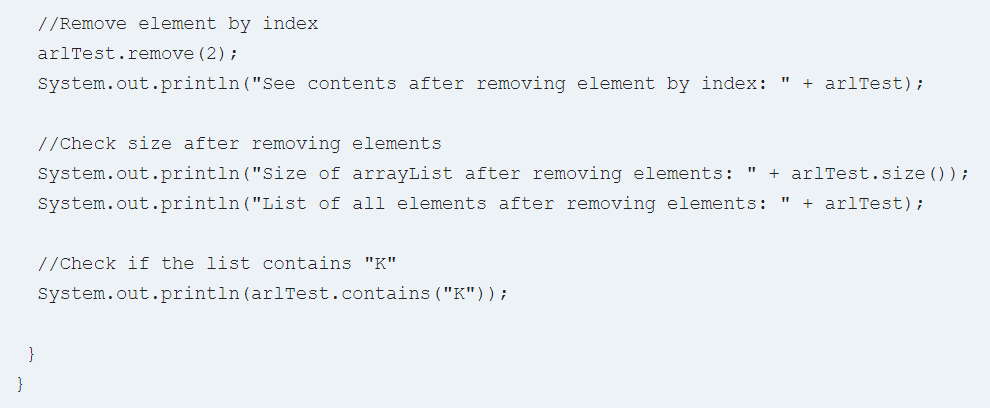 //Remove element by index
arlTest.remove(2);
System.out.println("See contents after removing element by index: " + arlTest);
//Check size after removing elements
System.out.println("Size of arrayList after removing elements: " + arlTest.size());
System.out.println("List of all elements after removing elements: " + arlTest);
//Check if the list contains "K"
System.out.println(arlTest.contains("K"));
}
}